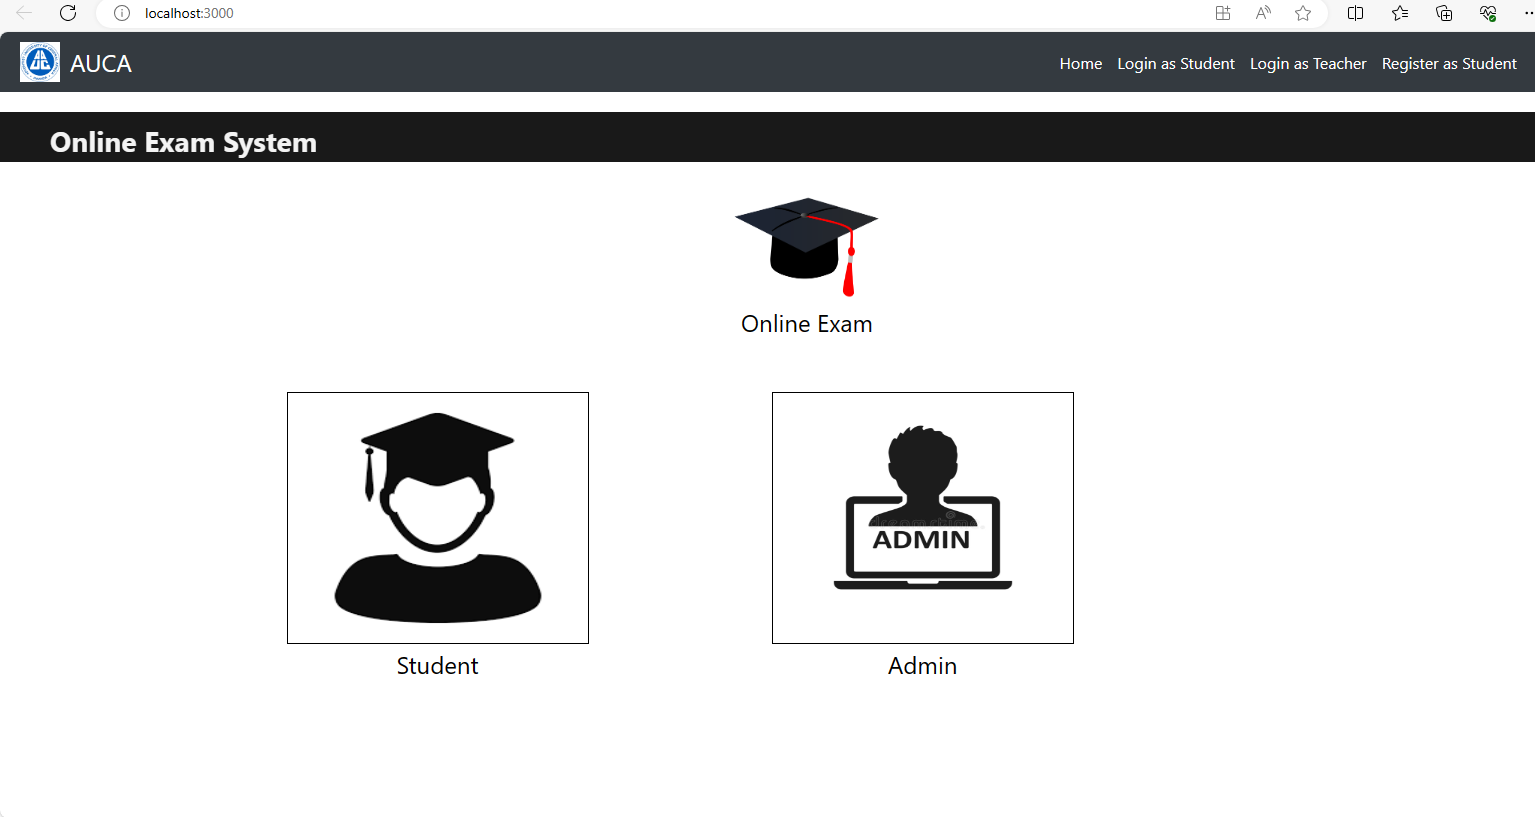 localhost:3000
AUCA
Home Login as Student Login as Teacher Register as Student
Online Exam System
Online Exam
ADMIN
Student
Admin